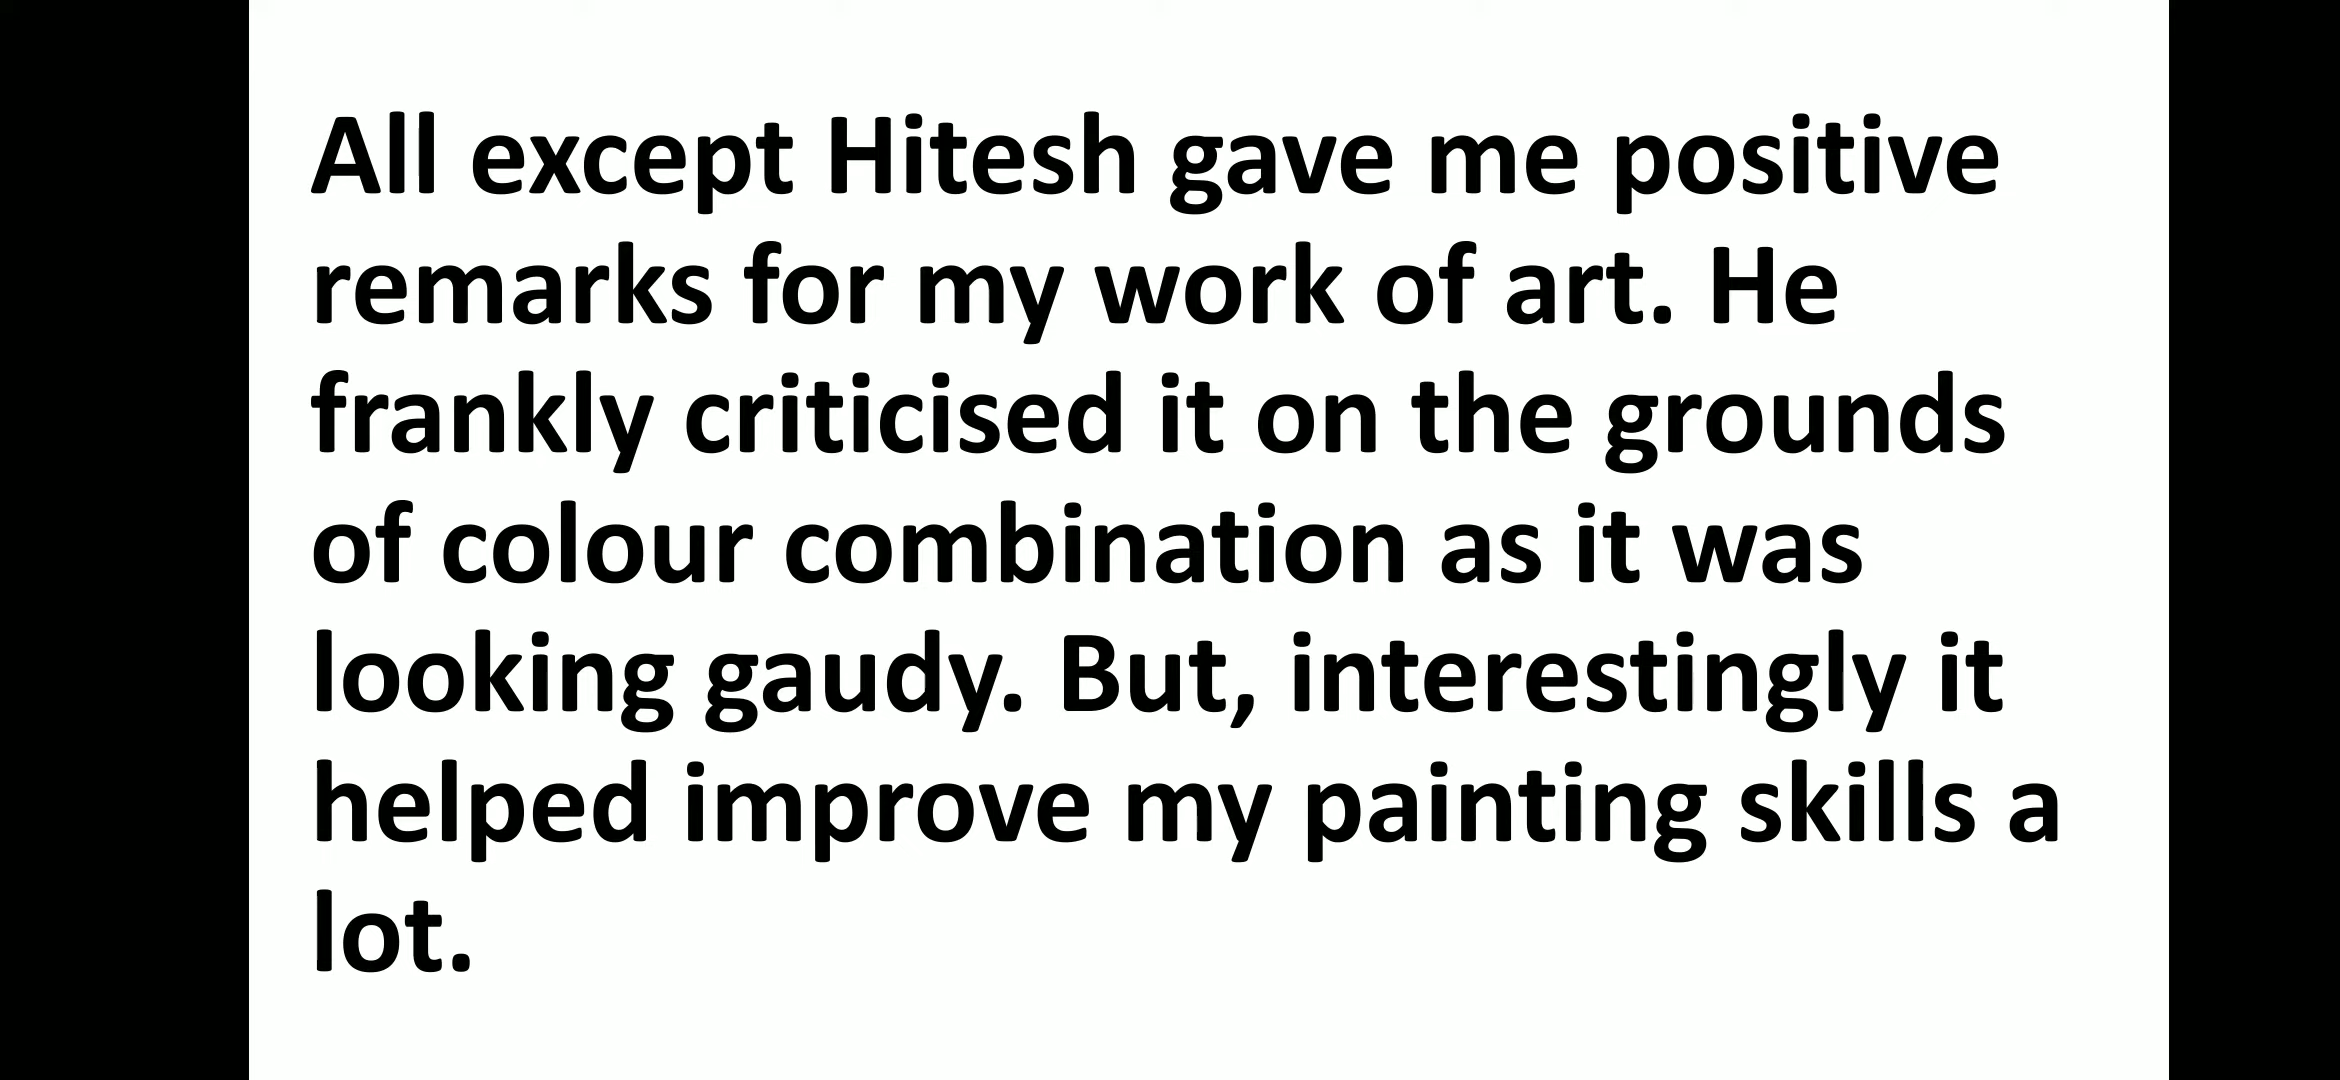 All except Hitesh gave me positive
remarks for my work of art. He
frankly criticised it on the grounds
of colour combination as it was
looking gaudy. But, interestingly it
helped improve my painting skills a
lot.